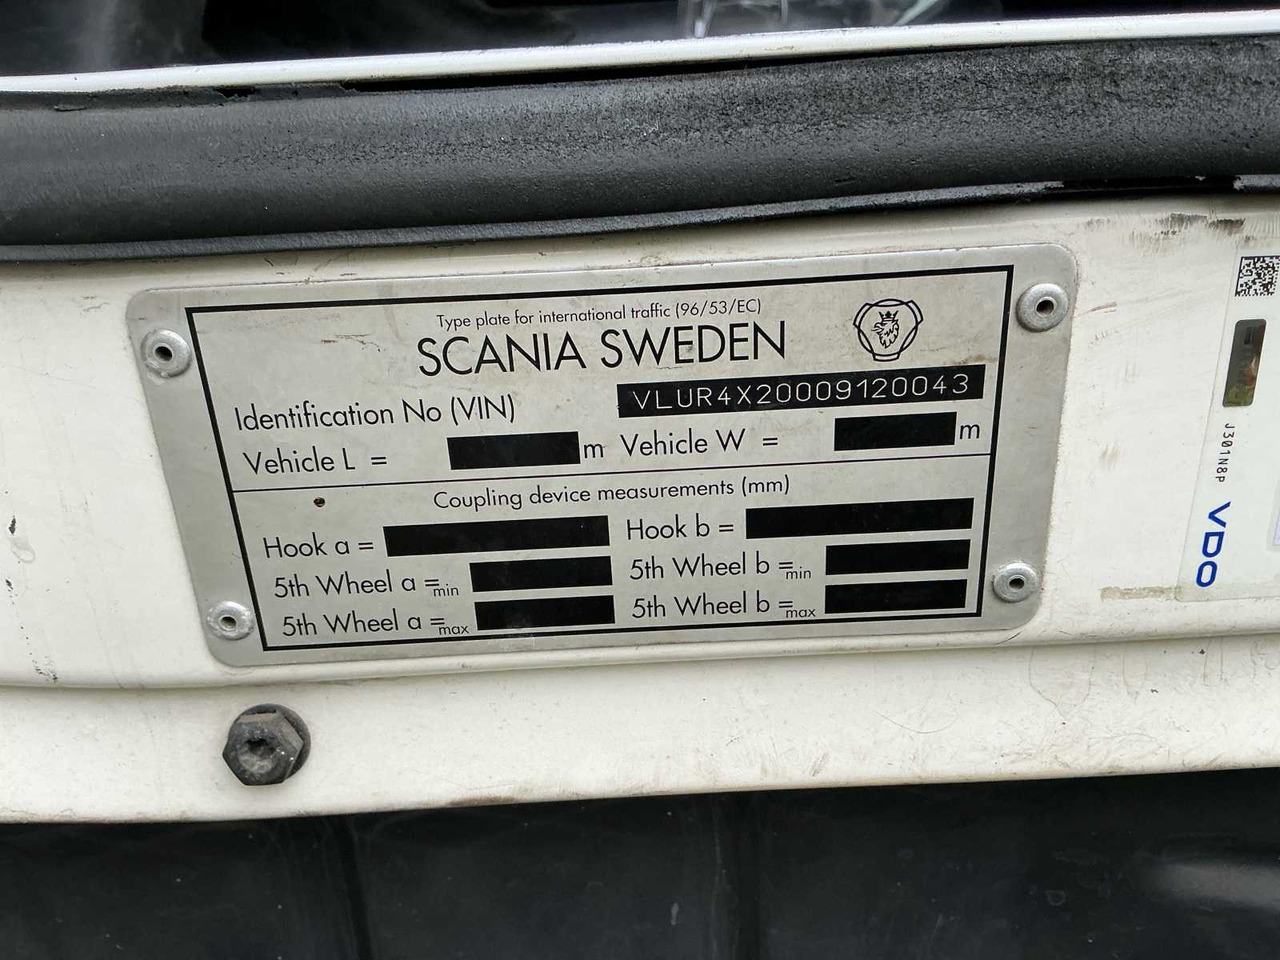 Type plate for international traffic (96/53/EC)
SCANIA SWEDEN
Identification No (VIN) VLUR4X20009120043
Vehicle L = m Vehicle W = m
Coupling device measurements (mm)
Hook a = Hook b =
5th Wheel a =min 5th Wheel b =min
5th Wheel a =max 5th Wheel b =max
J301N8P VDO